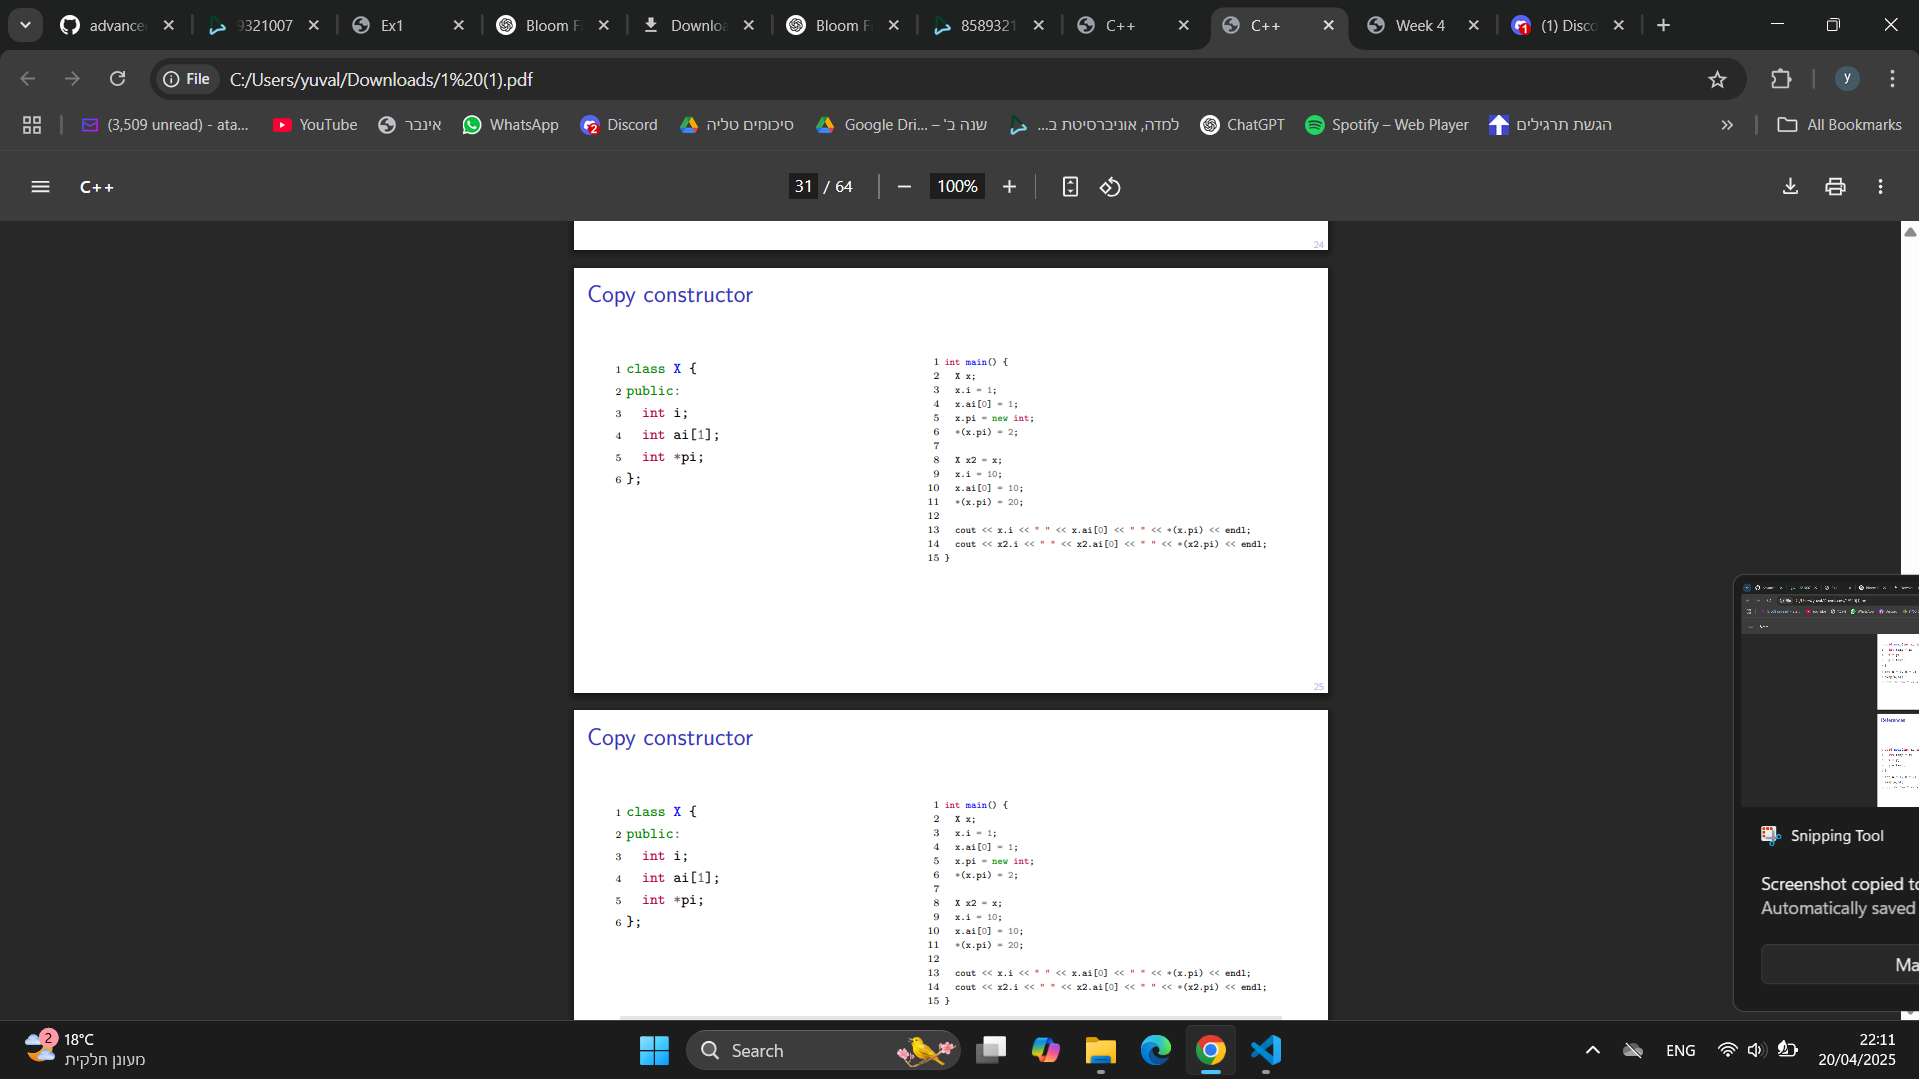 advance
9321007
Ex1
Bloom Fi
Downloa
Bloom Fi
8589321
C++
C++
Week 4
(1) Disco
File
C:/Users/yuval/Downloads/1%20(1).pdf
y
(3,509 unread) - ata...
YouTube
אינבר
WhatsApp
Discord
סיכומים טליה
Google Dri... – שנה ב'
למדה, אוניברסיטת ב...
ChatGPT
Spotify – Web Player
הגשת תרגילים
All Bookmarks
C++
31 / 64
100%
24
Copy constructor
1 class X {
2 public:
3 int i;
4 int ai[1];
5 int *pi;
6 };
1 int main() {
2 X x;
3 x.i = 1;
4 x.ai[0] = 1;
5 x.pi = new int;
6 *(x.pi) = 2;
7
8 X x2 = x;
9 x.i = 10;
10 x.ai[0] = 10;
11 *(x.pi) = 20;
12
13 cout << x.i << " " << x.ai[0] << " " << *(x.pi) << endl;
14 cout << x2.i << " " << x2.ai[0] << " " << *(x2.pi) << endl;
15 }
25
Copy constructor
1 class X {
2 public:
3 int i;
4 int ai[1];
5 int *pi;
6 };
1 int main() {
2 X x;
3 x.i = 1;
4 x.ai[0] = 1;
5 x.pi = new int;
6 *(x.pi) = 2;
7
8 X x2 = x;
9 x.i = 10;
10 x.ai[0] = 10;
11 *(x.pi) = 20;
12
13 cout << x.i << " " << x.ai[0] << " " << *(x.pi) << endl;
14 cout << x2.i << " " << x2.ai[0] << " " << *(x2.pi) << endl;
15 }
References
Snipping Tool
Screenshot copied to
Automatically saved
Ma
2
18°C
מעונן חלקית
Search
ENG
22:11
20/04/2025